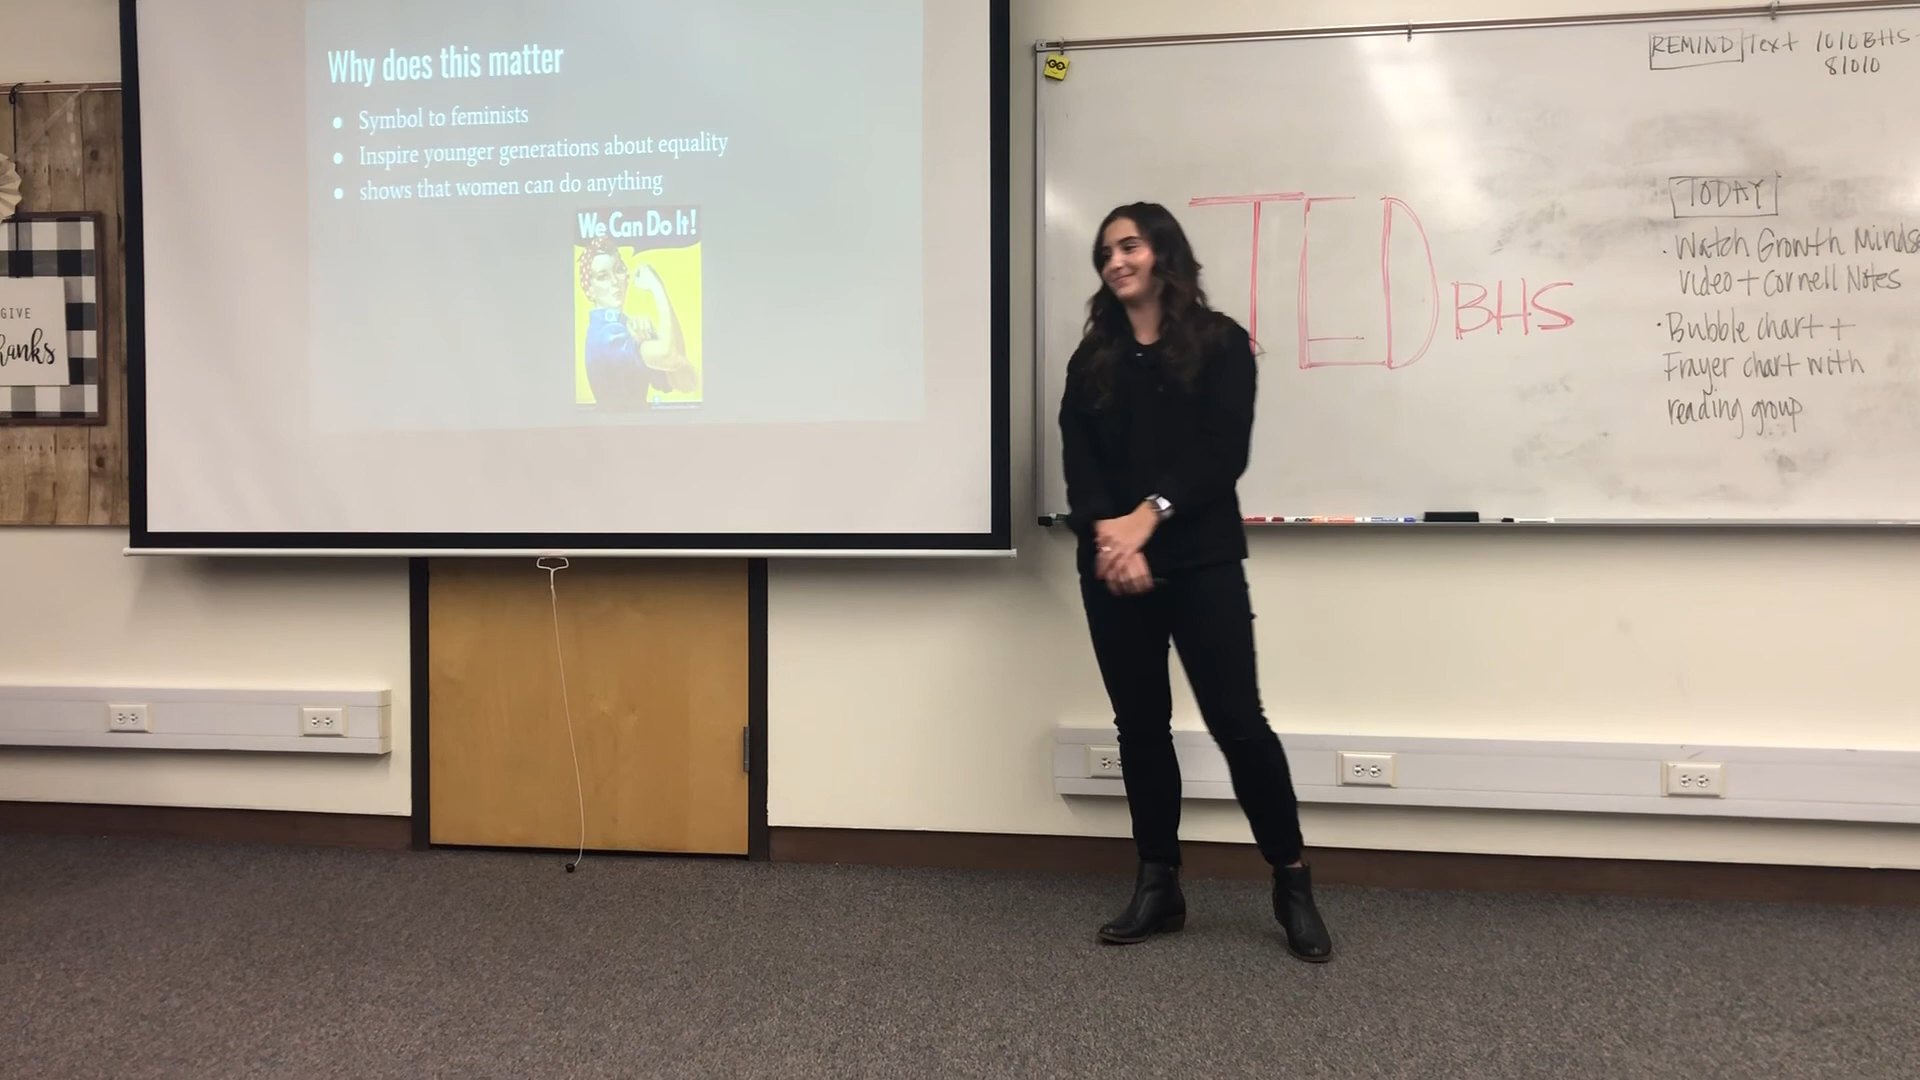 Why does this matter
Symbol to feminists
Inspire younger generations about equality
shows that women can do anything
We Can Do It!
GIVE
REMIND Text 1010BHS-
81010
TODAY
Watch Growth Minds
Video + Cornell Notes
Bubble chart +
Frayer chart with
reading group
BHS